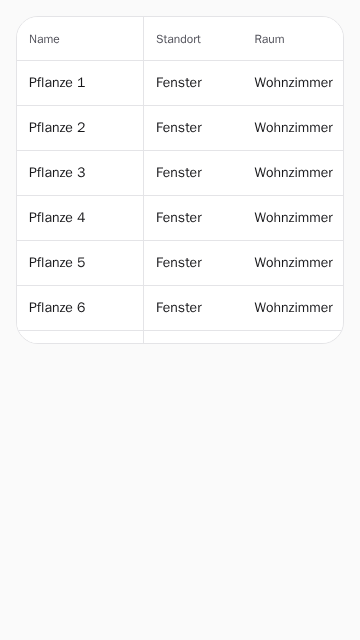 Name Standort Raum
Pflanze 1 Fenster Wohnzimmer
Pflanze 2 Fenster Wohnzimmer
Pflanze 3 Fenster Wohnzimmer
Pflanze 4 Fenster Wohnzimmer
Pflanze 5 Fenster Wohnzimmer
Pflanze 6 Fenster Wohnzimmer